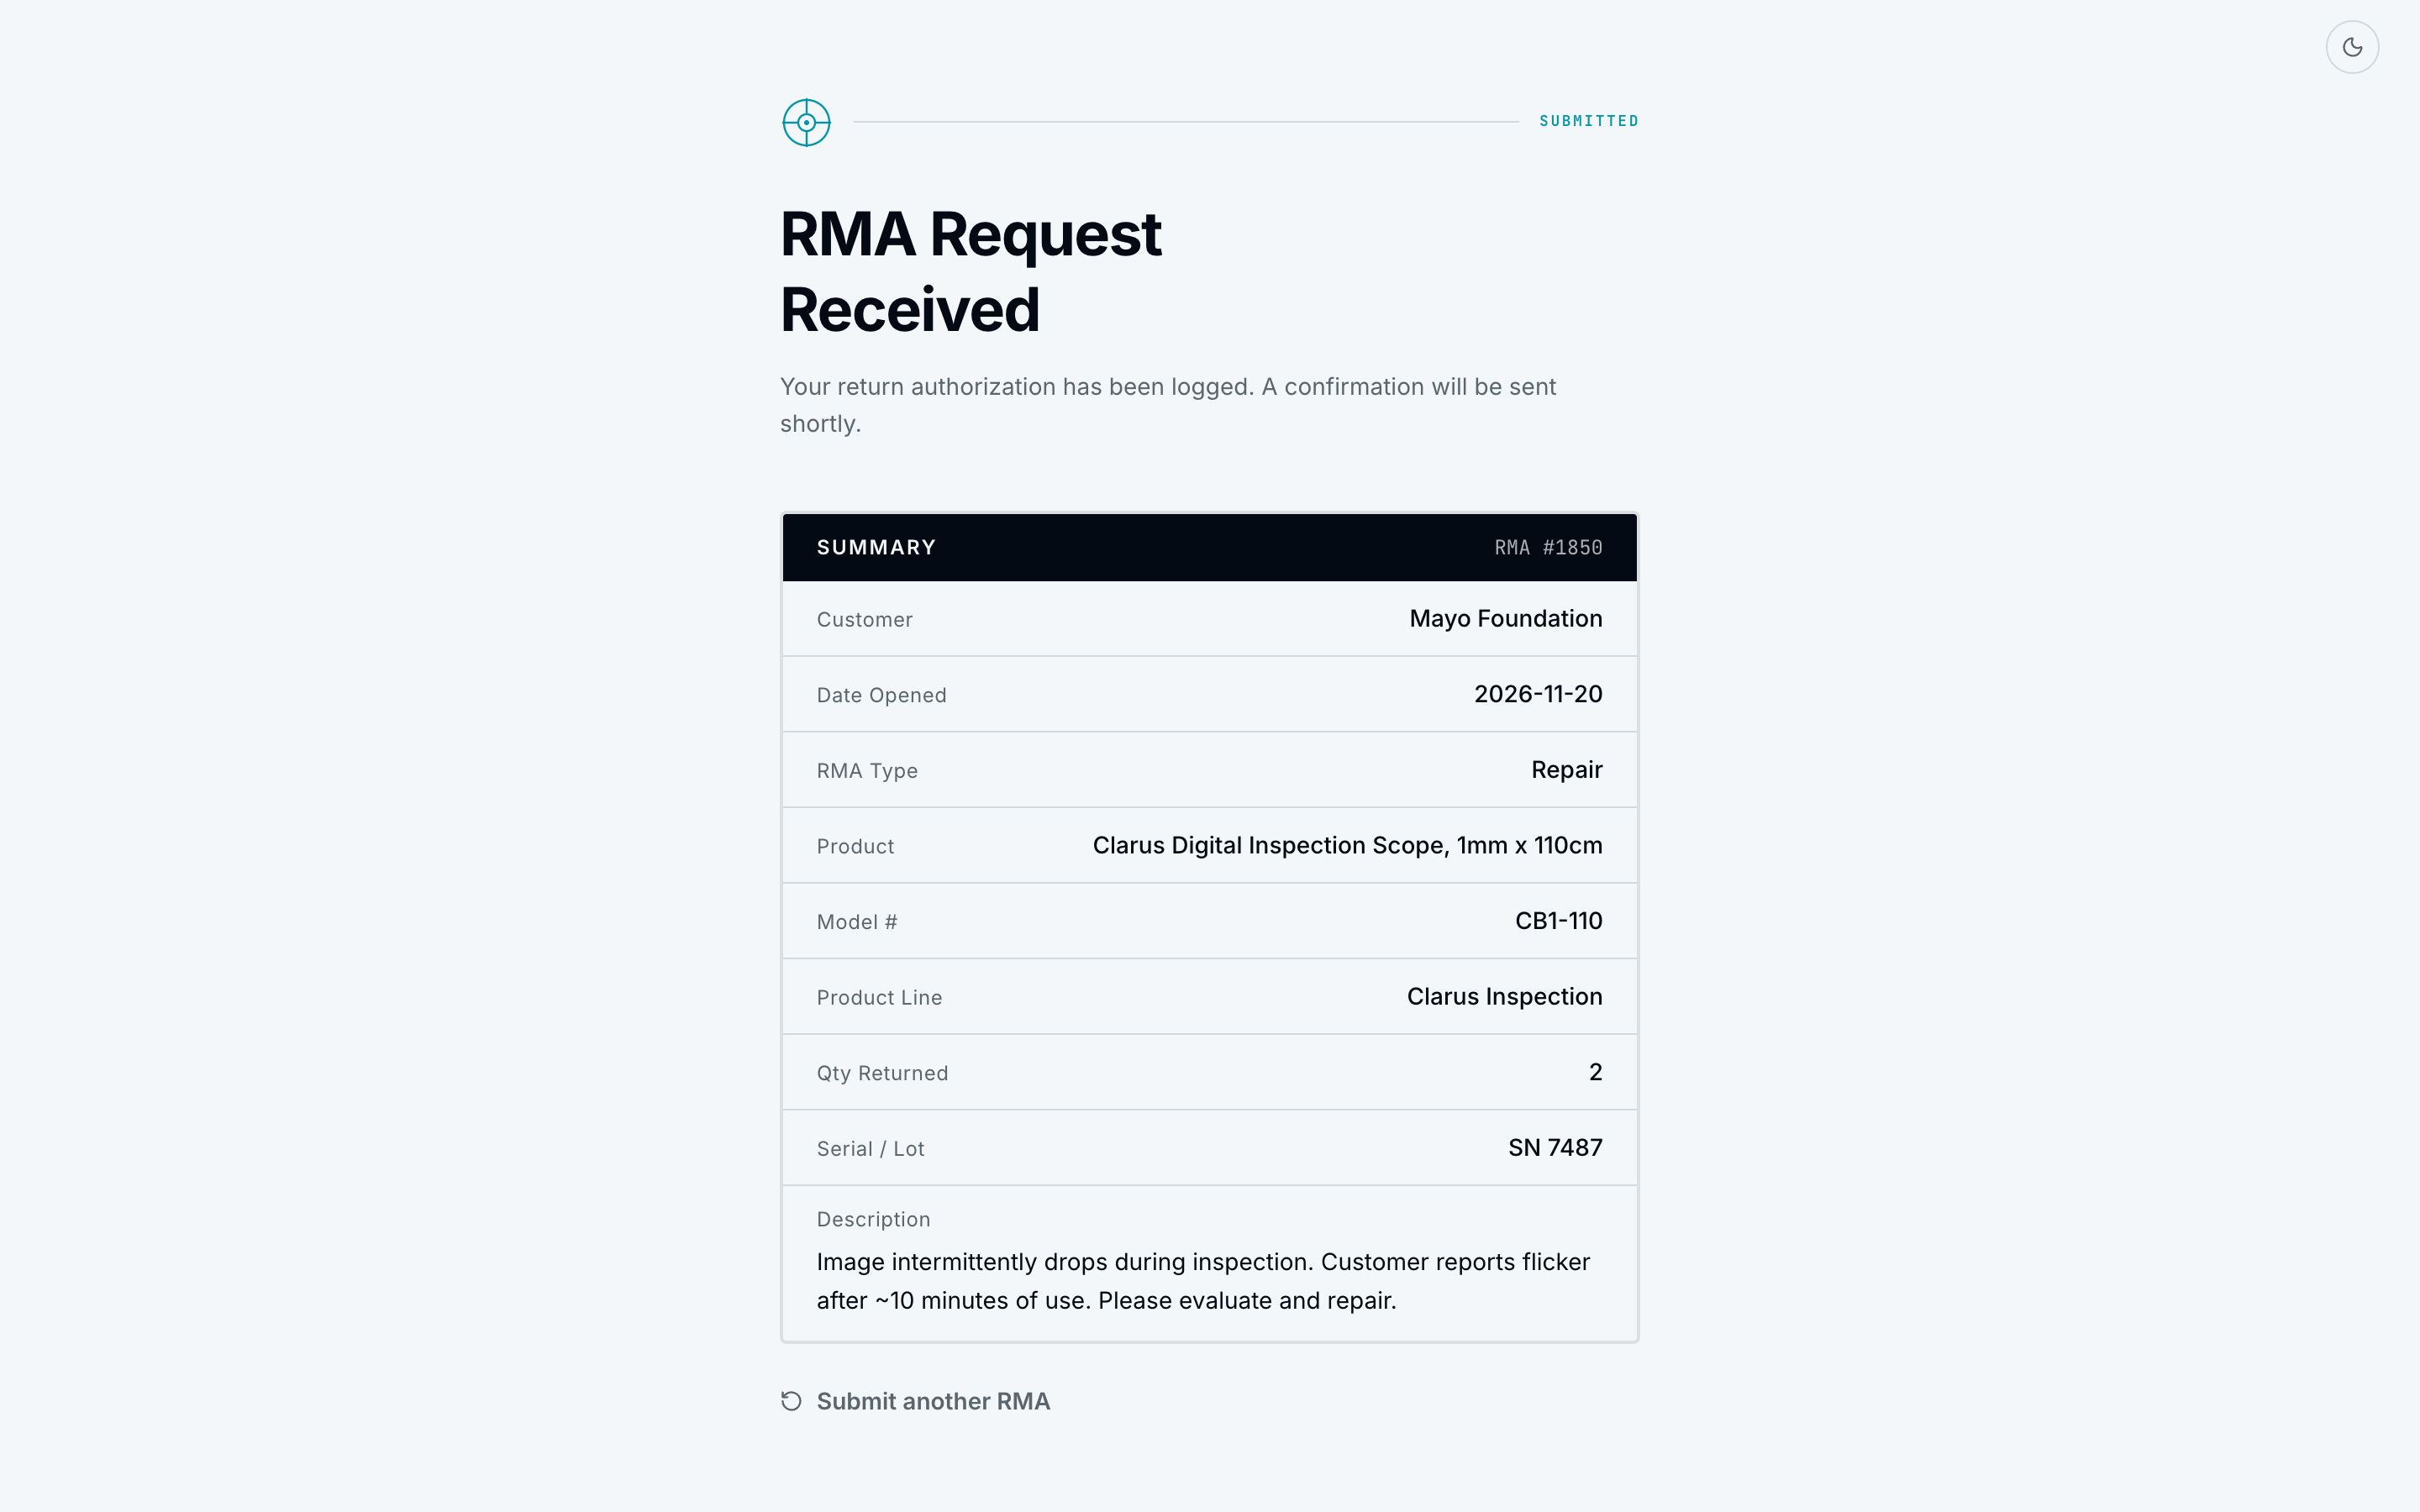 SUBMITTED
RMA Request
Received
Your return authorization has been logged. A confirmation will be sent
shortly.
SUMMARY RMA #1850
Customer Mayo Foundation
Date Opened 2026-11-20
RMA Type Repair
Product Clarus Digital Inspection Scope, 1mm x 110cm
Model # CB1-110
Product Line Clarus Inspection
Qty Returned 2
Serial / Lot SN 7487
Description
Image intermittently drops during inspection. Customer reports flicker
after ~10 minutes of use. Please evaluate and repair.
Submit another RMA